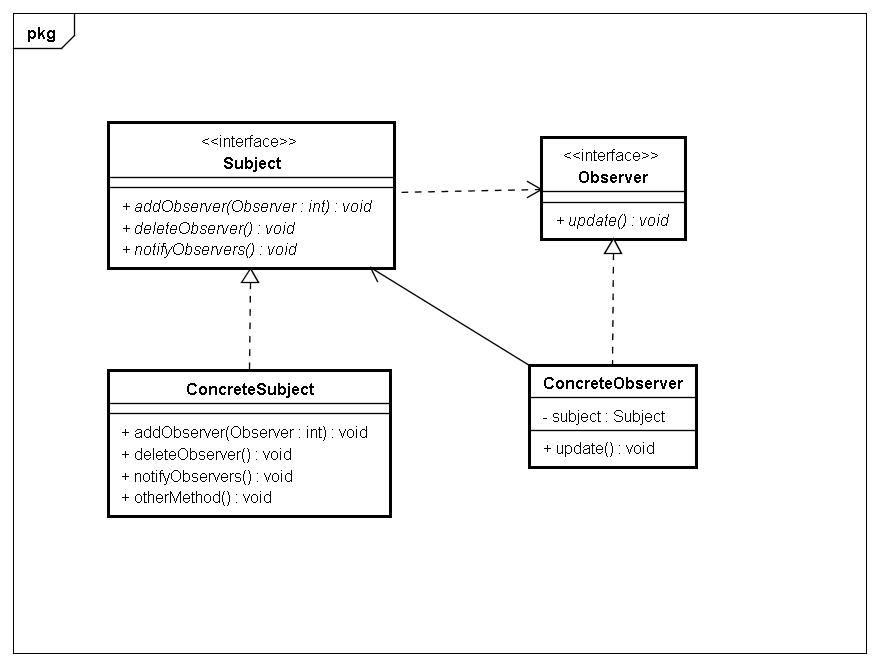 pkg
<<interface>>
Subject
+ addObserver(Observer : int) : void
+ deleteObserver() : void
+ notifyObservers() : void
<<interface>>
Observer
+ update() : void
ConcreteSubject
+ addObserver(Observer : int) : void
+ deleteObserver() : void
+ notifyObservers() : void
+ otherMethod() : void
ConcreteObserver
- subject : Subject
+ update() : void